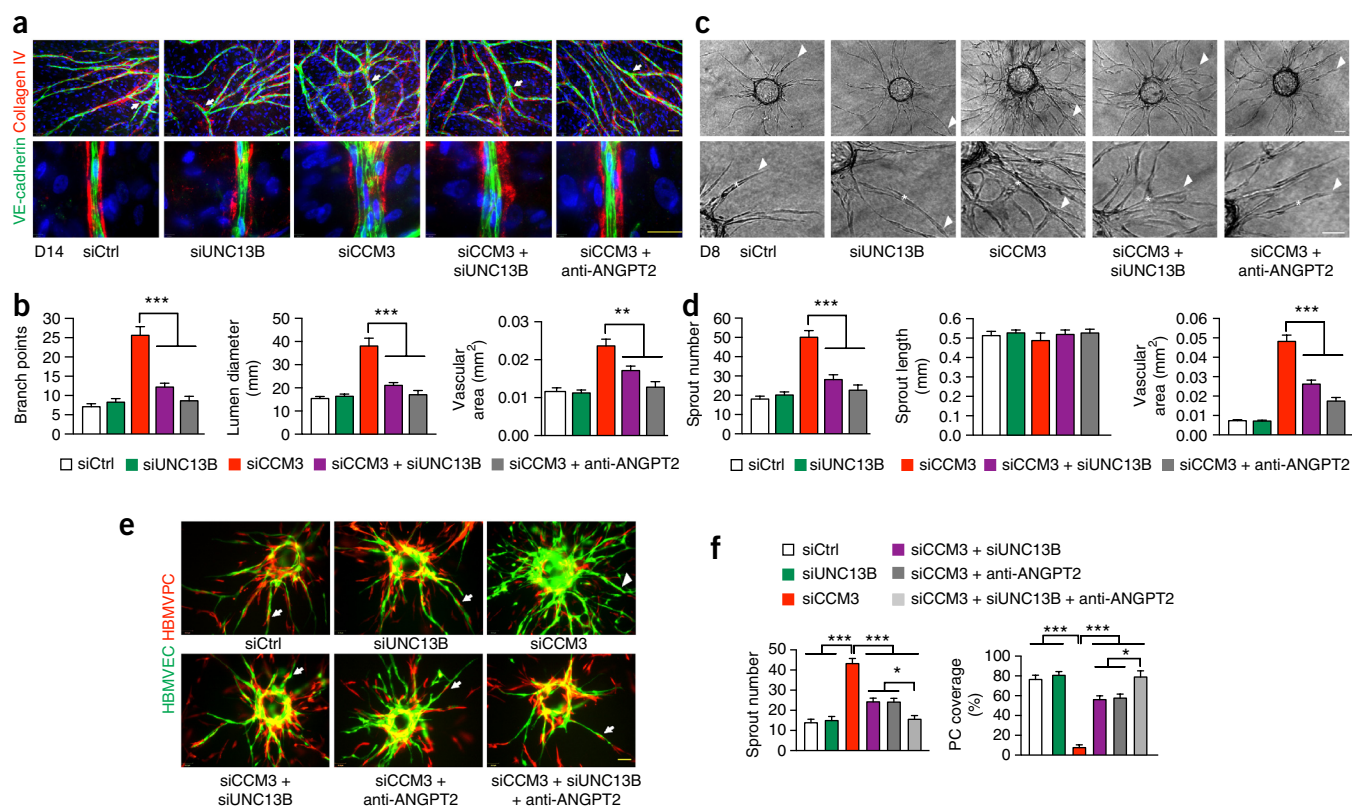 a
VE-cadherin Collagen IV
D14 siCtrl siUNC13B siCCM3 siCCM3 + siUNC13B siCCM3 + anti-ANGPT2
b
Branch points
30
25
20
15
10
5
0
***
Lumen diameter (mm)
50
40
30
20
10
0
***
Vascular area (mm2)
0.03
0.02
0.01
0.00
**
siCtrl siUNC13B siCCM3 siCCM3 + siUNC13B siCCM3 + anti-ANGPT2
c
* * * * *
D8 siCtrl siUNC13B siCCM3 siCCM3 + siUNC13B siCCM3 + anti-ANGPT2
d
Sprout number
60
50
40
30
20
10
0
***
Sprout length (mm)
0.6
0.5
0.4
0.3
0.2
0.1
0.0
Vascular area (mm2)
0.06
0.05
0.04
0.03
0.02
0.01
0.00
***
siCtrl siUNC13B siCCM3 siCCM3 + siUNC13B siCCM3 + anti-ANGPT2
e
HBMVEC HBMVPC
siCtrl siUNC13B siCCM3
siCCM3 + siUNC13B siCCM3 + anti-ANGPT2 siCCM3 + siUNC13B + anti-ANGPT2
f
siCtrl siCCM3 + siUNC13B
siUNC13B siCCM3 + anti-ANGPT2
siCCM3 siCCM3 + siUNC13B + anti-ANGPT2
Sprout number
50
40
30
20
10
0
*** ***
*
PC coverage (%)
100
80
60
40
20
0
*** ***
*